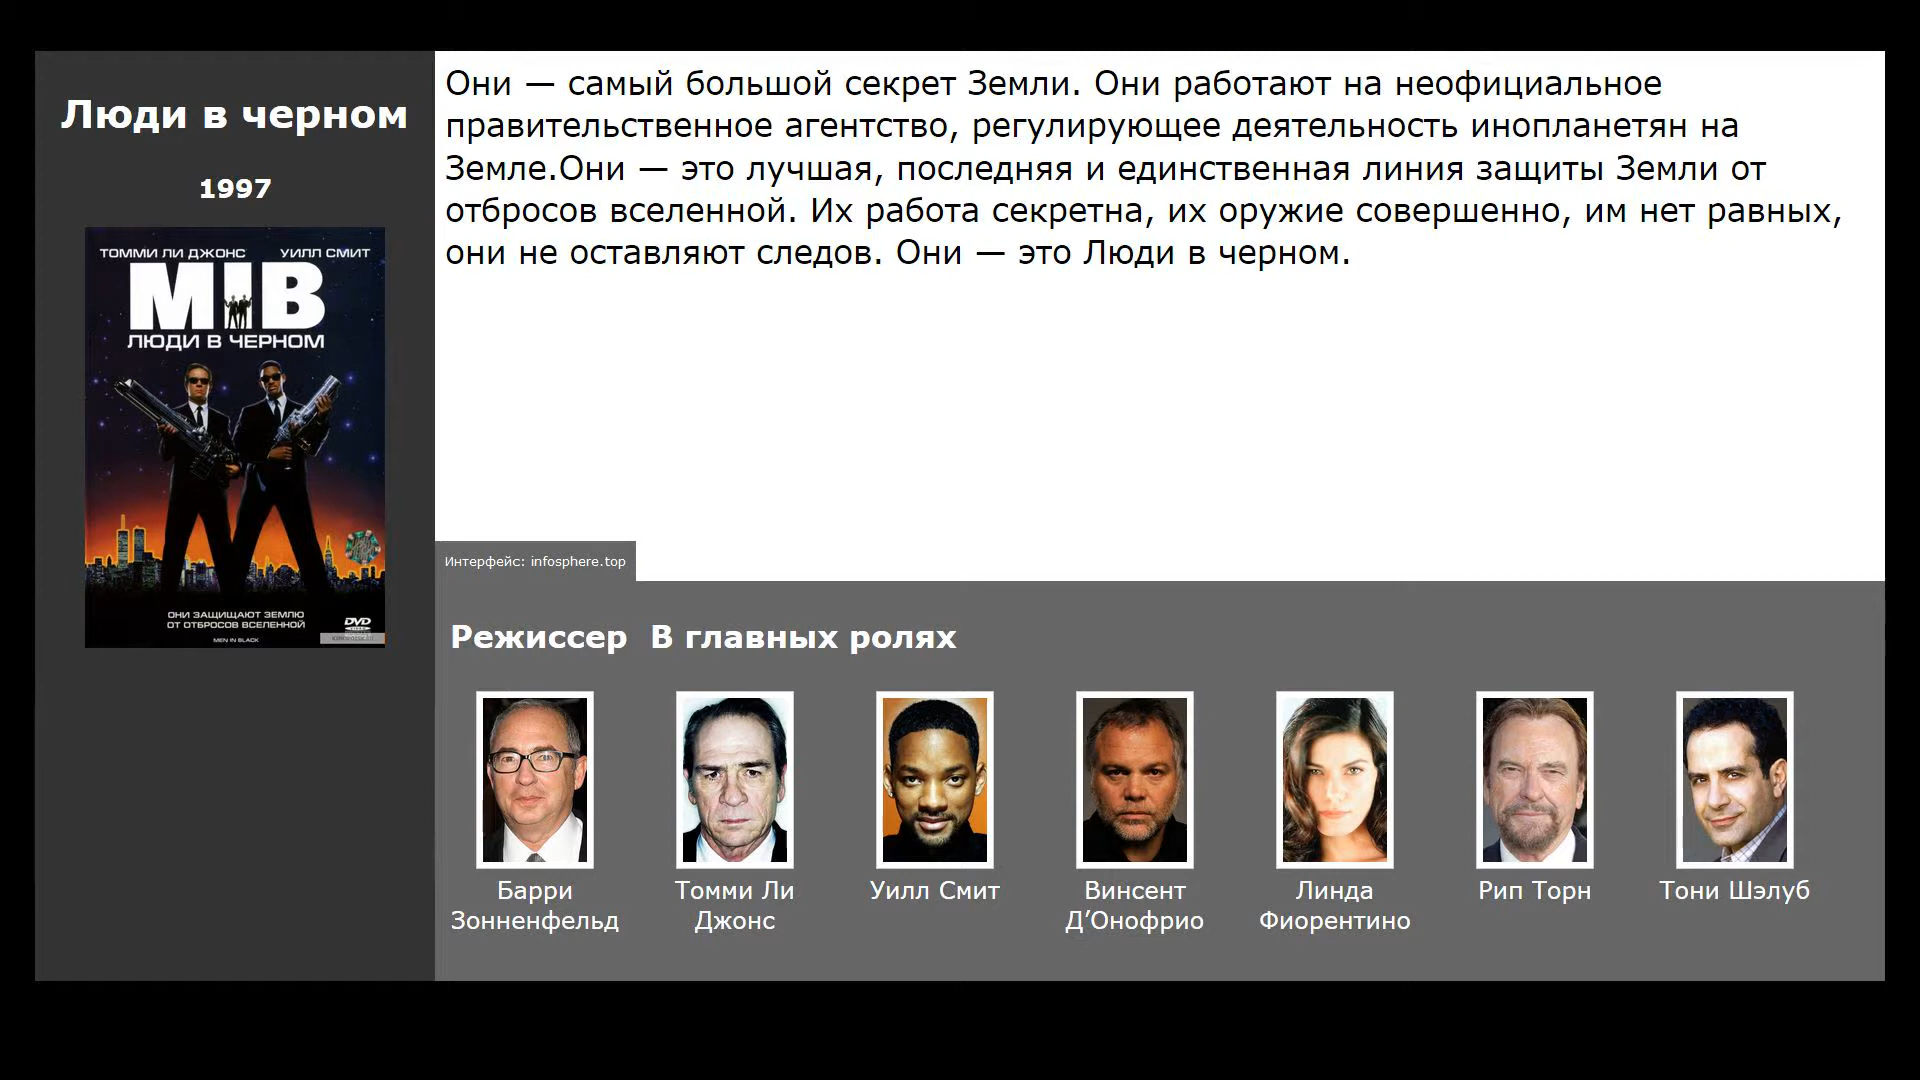 Люди в черном
1997
ТОММИ ЛИ ДЖОНС УИЛЛ СМИТ
MIB
ЛЮДИ В ЧЕРНОМ
ОНИ ЗАЩИЩАЮТ ЗЕМЛЮ
ОТ ОТБРОСОВ ВСЕЛЕННОЙ
MEN IN BLACK
DVD
VIDEO
Они — самый большой секрет Земли. Они работают на неофициальное
правительственное агентство, регулирующее деятельность инопланетян на
Земле.Они — это лучшая, последняя и единственная линия защиты Земли от
отбросов вселенной. Их работа секретна, их оружие совершенно, им нет равных,
они не оставляют следов. Они — это Люди в черном.
Интерфейс: infosphere.top
Режиссер В главных ролях
Барри
Зонненфельд
Томми Ли
Джонс
Уилл Смит
Винсент
Д’Онофрио
Линда
Фиорентино
Рип Торн
Тони Шэлуб